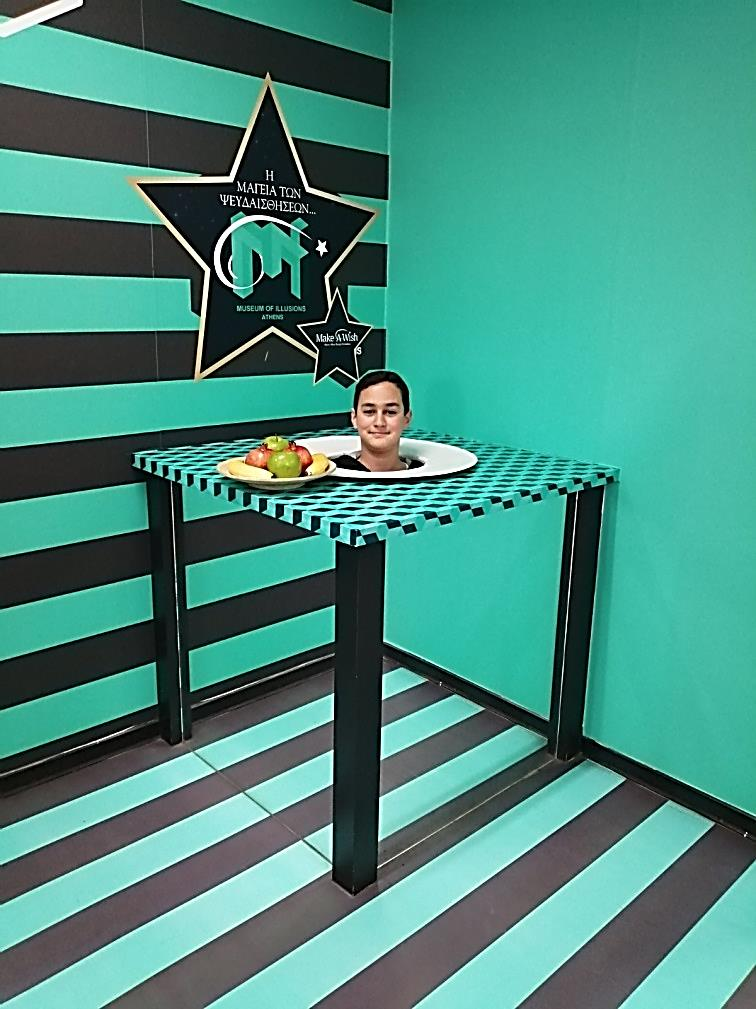 Η
ΜΑΓΕΙΑ ΤΩΝ
ΨΕΥΔΑΙΣΘΗΣΕΩΝ...
MUSEUM OF ILLUSIONS
ATHENS
Make-A-Wish